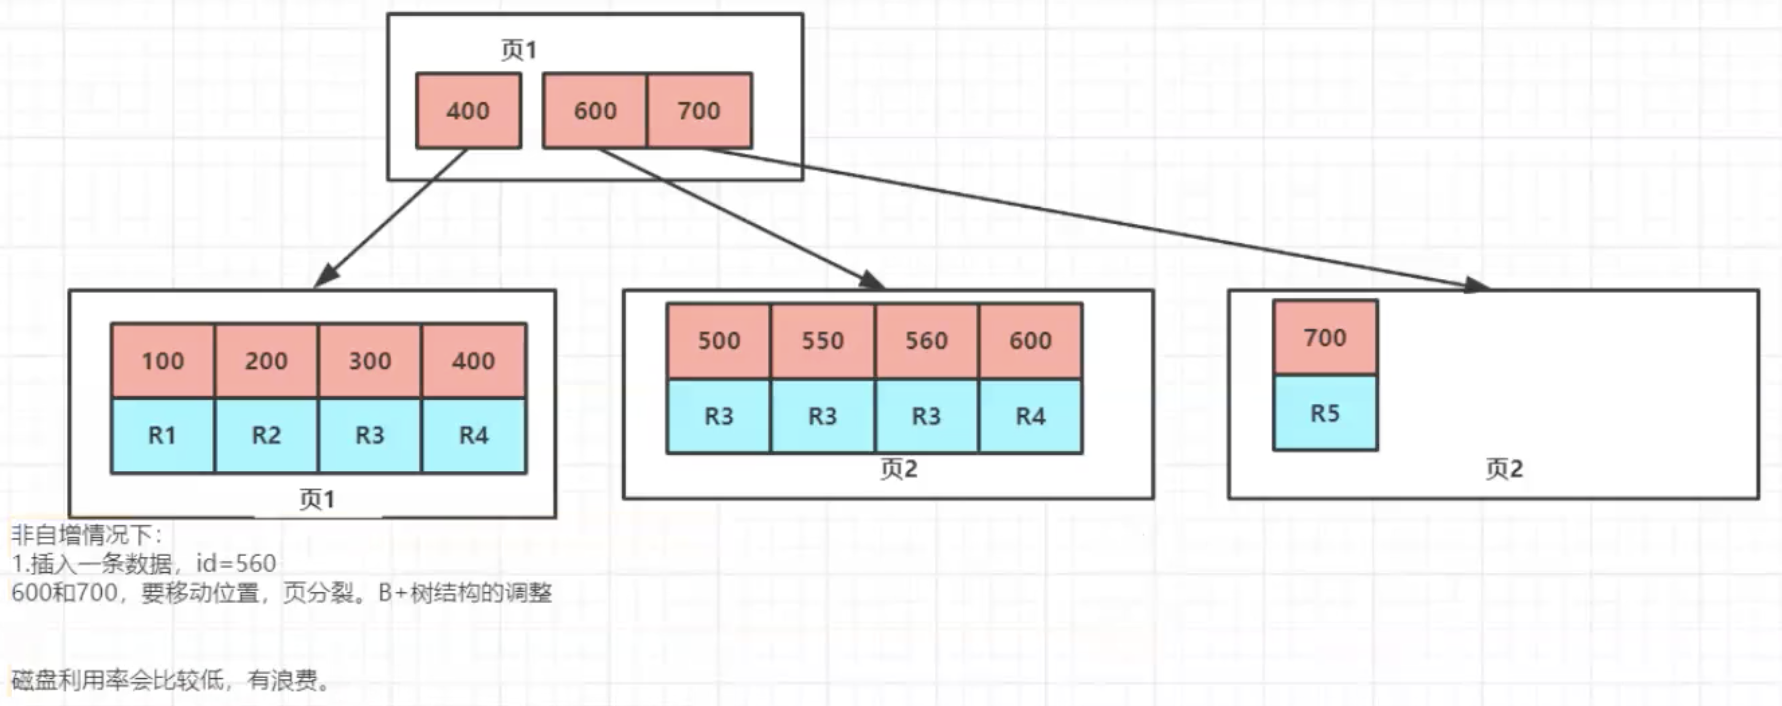 页1
400 600 700
100 200 300 400
R1 R2 R3 R4
页1
500 550 560 600
R3 R3 R3 R4
页2
700
R5
页2
非自增情况下：
1.插入一条数据，id=560
600和700，要移动位置，页分裂。B+树结构的调整
磁盘利用率会比较低，有浪费。